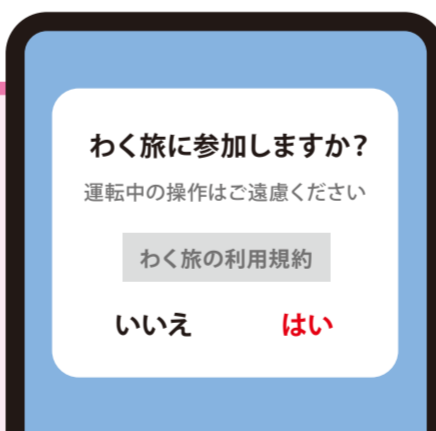 わく旅に参加しますか？
運転中の操作はご遠慮ください
わく旅の利用規約
いいえ　はい